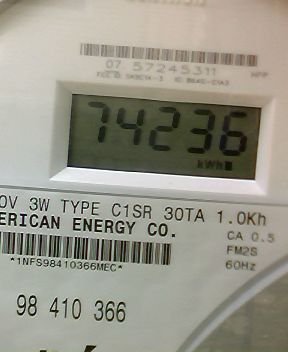 07 57245311
74236
kWh
0V 3W TYPE C1SR 30TA 1.0Kh
ERICAN ENERGY CO.
CA 0.5
FM2S
*1NFS98410366MEC*
60Hz
98 410 366